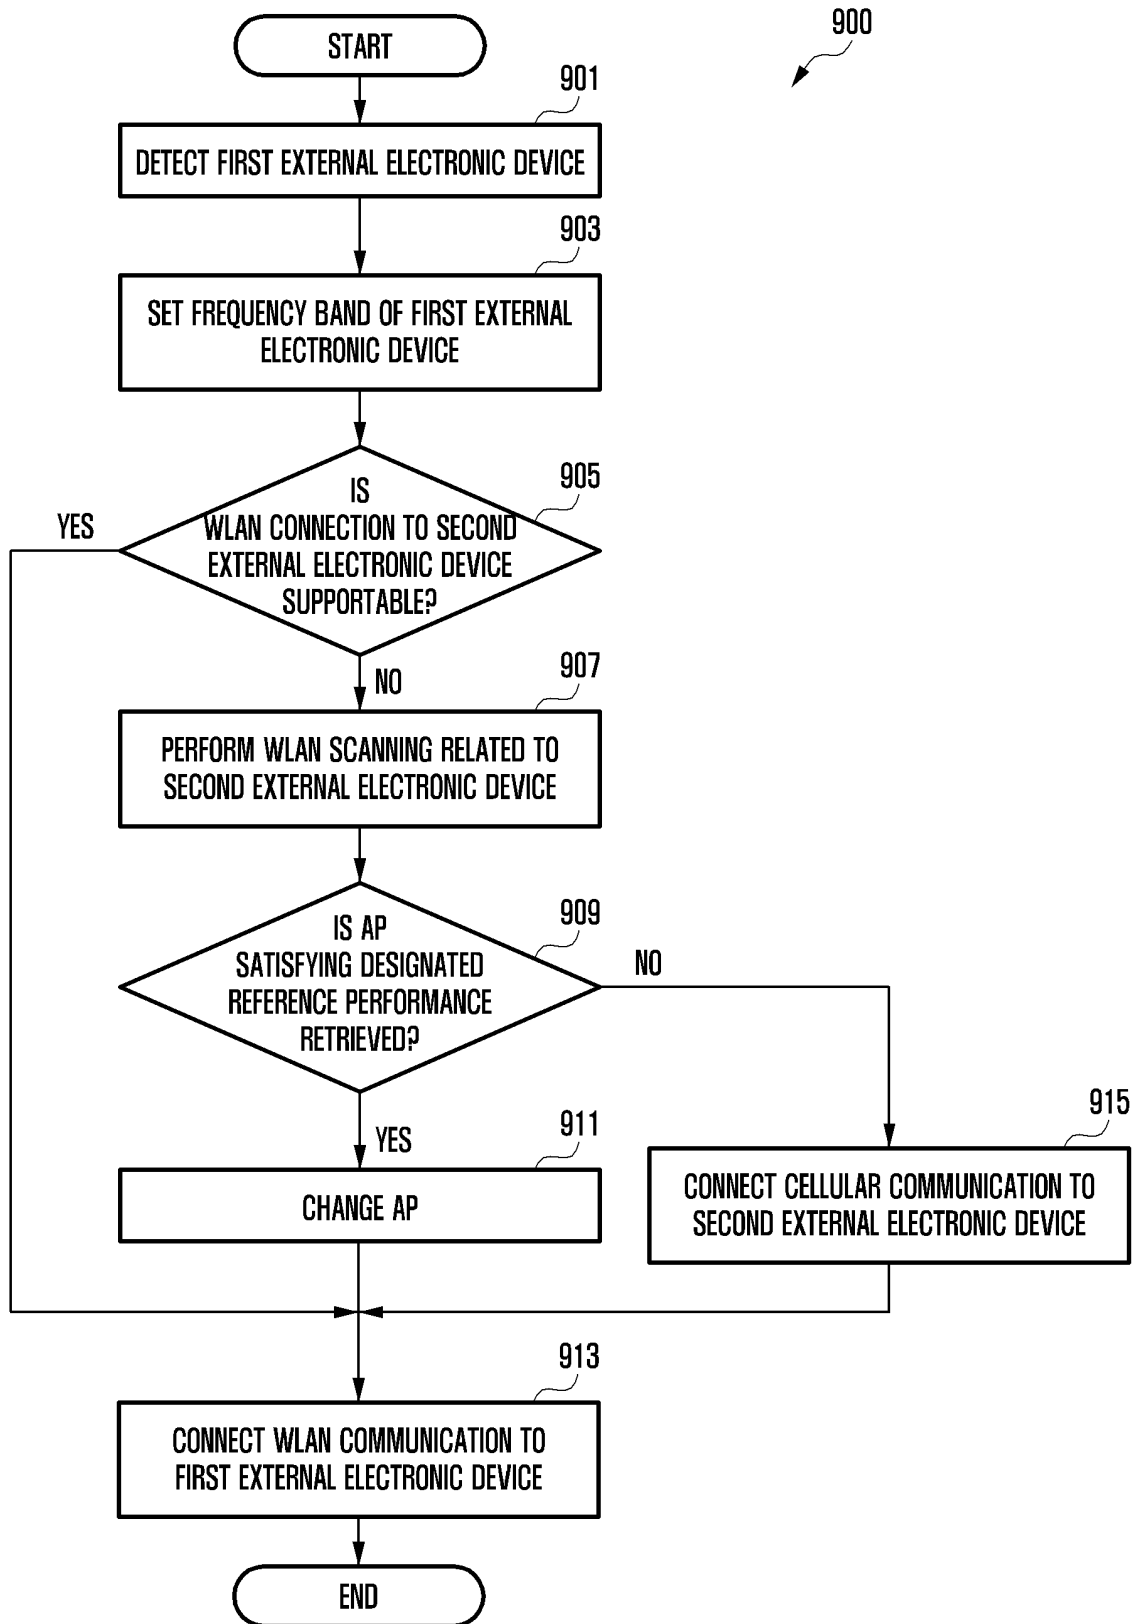 900
START
901
DETECT FIRST EXTERNAL ELECTRONIC DEVICE
903
SET FREQUENCY BAND OF FIRST EXTERNAL
ELECTRONIC DEVICE
905
YES
IS
WLAN CONNECTION TO SECOND
EXTERNAL ELECTRONIC DEVICE
SUPPORTABLE?
NO
907
PERFORM WLAN SCANNING RELATED TO
SECOND EXTERNAL ELECTRONIC DEVICE
909
IS AP
SATISFYING DESIGNATED
REFERENCE PERFORMANCE
RETRIEVED?
NO
YES
911
CHANGE AP
915
CONNECT CELLULAR COMMUNICATION TO
SECOND EXTERNAL ELECTRONIC DEVICE
913
CONNECT WLAN COMMUNICATION TO
FIRST EXTERNAL ELECTRONIC DEVICE
END